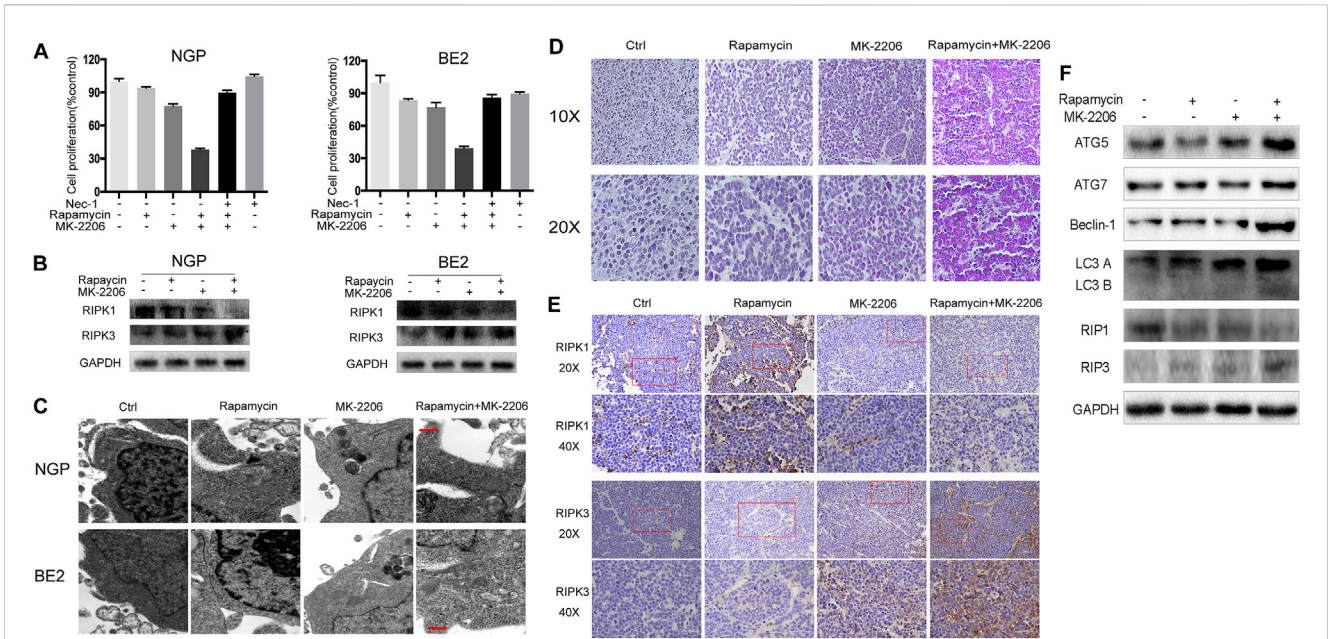 A
NGP
Cell proliferation(%control)
120
90
60
30
0
Nec-1 - - - - + +
Rapamycin - + - + + -
MK-2206 - - + + + -
BE2
Cell proliferation(%control)
120
90
60
30
0
Nec-1 - - - - + +
Rapamycin - + - + + -
MK-2206 - - + + + -
B
NGP
Rapaycin - + - +
MK-2206 - - + +
RIPK1
RIPK3
GAPDH
BE2
Rapamycin - + - +
MK-2206 - - + +
RIPK1
RIPK3
GAPDH
C
Ctrl Rapamycin MK-2206 Rapamycin+MK-2206
NGP
BE2
D
Ctrl Rapamycin MK-2206 Rapamycin+MK-2206
10X
20X
E
Ctrl Rapamycin MK-2206 Rapamycin+MK-2206
RIPK1
20X
RIPK1
40X
RIPK3
20X
RIPK3
40X
F
Rapamycin - + - +
MK-2206 - - + +
ATG5
ATG7
Beclin-1
LC3 A
LC3 B
RIP1
RIP3
GAPDH